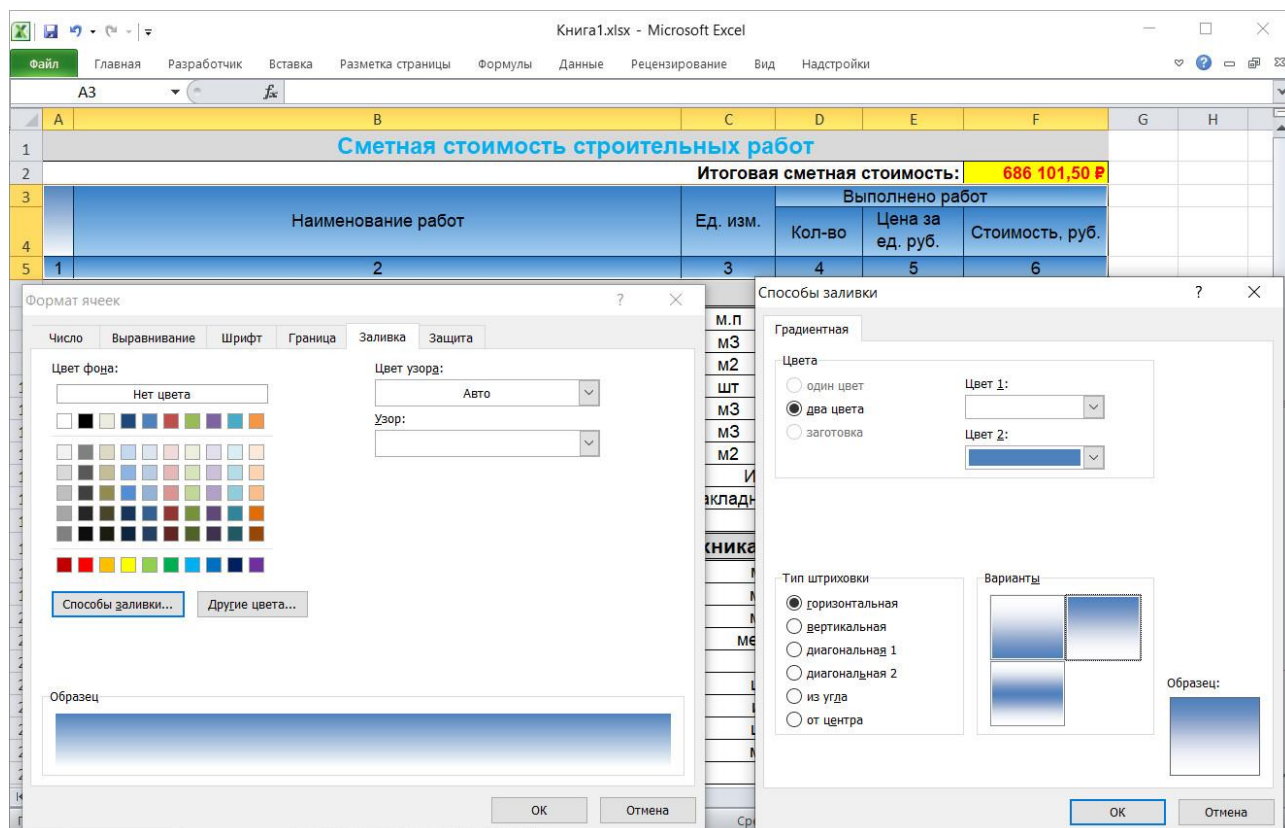 Книга1.xlsx - Microsoft Excel
Файл Главная Разработчик Вставка Разметка страницы Формулы Данные Рецензирование Вид Надстройки
A3 fx
A B C D E F G H
1 Сметная стоимость строительных работ
2 Итоговая сметная стоимость: 686 101,50 ₽
3 Выполнено работ
4 Наименование работ Ед. изм. Кол-во Цена за ед. руб. Стоимость, руб.
5 1 2 3 4 5 6
Формат ячеек ? ×
Число Выравнивание Шрифт Граница Заливка Защита
Цвет фона:
Нет цвета
Цвет узора:
Авто
Узор:
Способы заливки... Другие цвета...
Образец
ОК Отмена
м.п
м3
м2
шт
м3
м3
м2
Способы заливки ? ×
Градиентная
Цвета
один цвет
два цвета
заготовка
Цвет 1:
Цвет 2:
Тип штриховки
горизонтальная
вертикальная
диагональная 1
диагональная 2
из угла
от центра
Варианты
Образец:
ОК Отмена